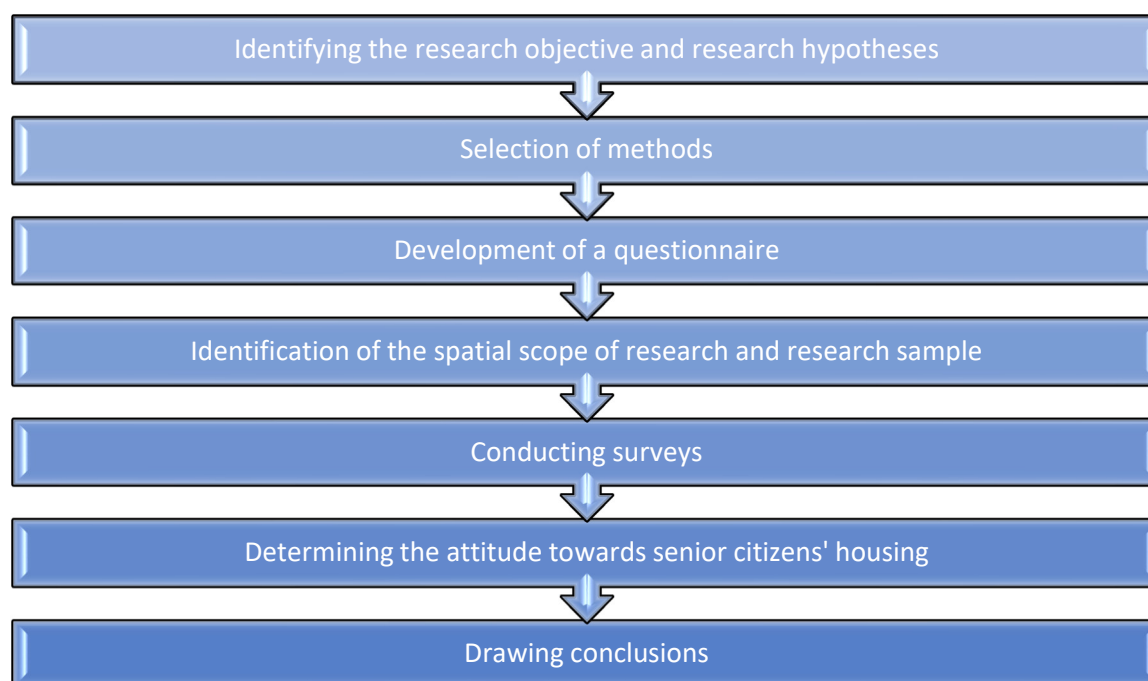 Identifying the research objective and research hypotheses
Selection of methods
Development of a questionnaire
Identification of the spatial scope of research and research sample
Conducting surveys
Determining the attitude towards senior citizens' housing
Drawing conclusions